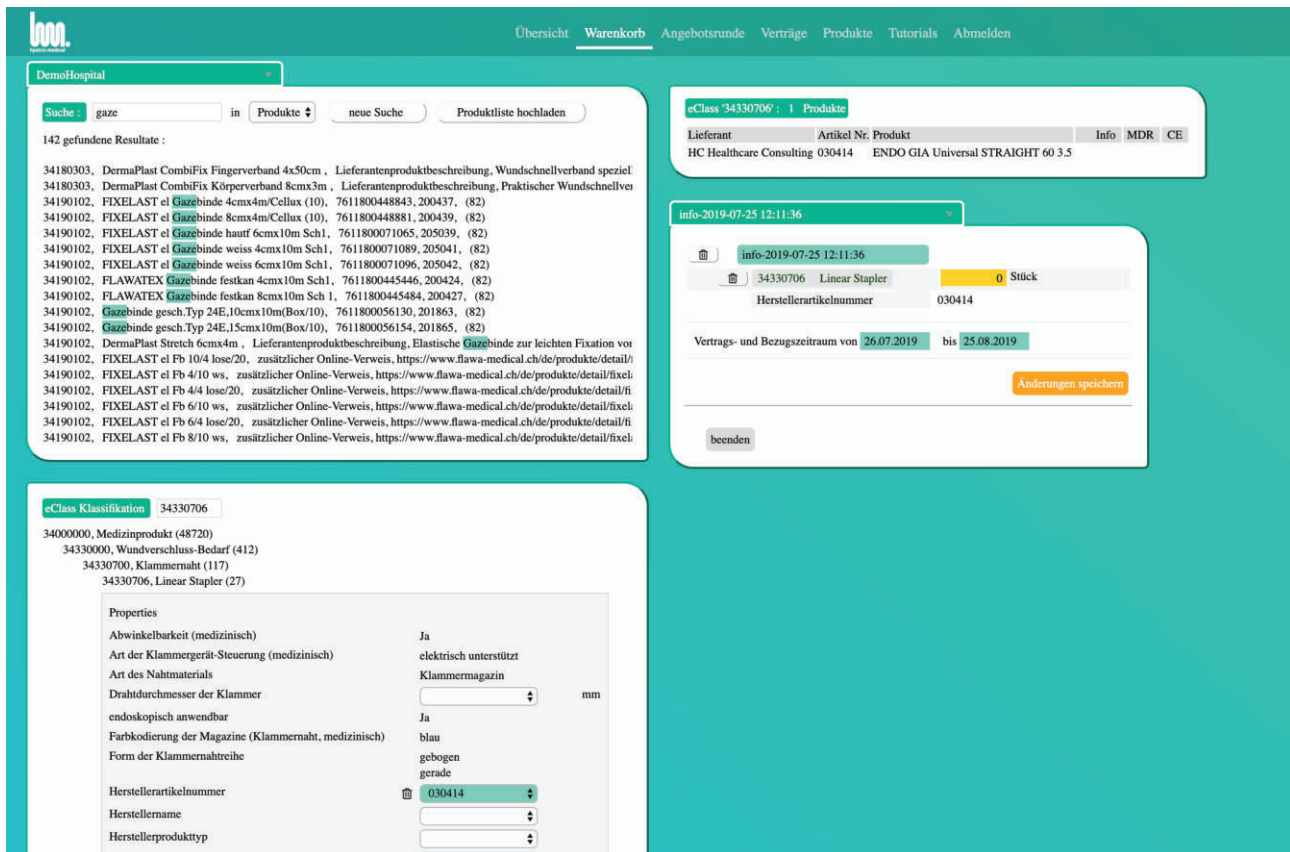 hm.
hystrix medical
Übersicht Warenkorb Angebotsrunde Verträge Produkte Tutorials Abmelden
DemoHospital
Suche : gaze in Produkte neue Suche Produktliste hochladen
142 gefundene Resultate :
34180303, DermaPlast CombiFix Fingerverband 4x50cm , Lieferantenproduktbeschreibung, Wundschnellverband speziel
34180303, DermaPlast CombiFix Körperverband 8cmx3m , Lieferantenproduktbeschreibung, Praktischer Wundschnellver
34190102, FIXELAST el Gazebinde 4cmx4m/Cellux (10), 7611800448843, 200437, (82)
34190102, FIXELAST el Gazebinde 8cmx4m/Cellux (10), 7611800448881, 200439, (82)
34190102, FIXELAST el Gazebinde hautf 6cmx10m Sch1, 7611800071065, 205039, (82)
34190102, FIXELAST el Gazebinde weiss 4cmx10m Sch1, 7611800071089, 205041, (82)
34190102, FIXELAST el Gazebinde weiss 6cmx10m Sch1, 7611800071096, 205042, (82)
34190102, FLAWATEX Gazebinde festkan 4cmx10m Sch1, 7611800445446, 200424, (82)
34190102, FLAWATEX Gazebinde festkan 8cmx10m Sch 1, 7611800445484, 200427, (82)
34190102, Gazebinde gesch.Typ 24E,10cmx10m(Box/10), 7611800056130, 201863, (82)
34190102, Gazebinde gesch.Typ 24E,15cmx10m(Box/10), 7611800056154, 201865, (82)
34190102, DermaPlast Stretch 6cmx4m , Lieferantenproduktbeschreibung, Elastische Gazebinde zur leichten Fixation vor
34190102, FIXELAST el Fb 10/4 lose/20, zusätzlicher Online-Verweis, https://www.flawa-medical.ch/de/produkte/detail/
34190102, FIXELAST el Fb 4/10 ws, zusätzlicher Online-Verweis, https://www.flawa-medical.ch/de/produkte/detail/fixel
34190102, FIXELAST el Fb 4/4 lose/20, zusätzlicher Online-Verweis, https://www.flawa-medical.ch/de/produkte/detail/fi
34190102, FIXELAST el Fb 6/10 ws, zusätzlicher Online-Verweis, https://www.flawa-medical.ch/de/produkte/detail/fixel
34190102, FIXELAST el Fb 6/4 lose/20, zusätzlicher Online-Verweis, https://www.flawa-medical.ch/de/produkte/detail/fi
34190102, FIXELAST el Fb 8/10 ws, zusätzlicher Online-Verweis, https://www.flawa-medical.ch/de/produkte/detail/fixel
eClass '34330706' : 1 Produkte
Lieferant Artikel Nr. Produkt Info MDR CE
HC Healthcare Consulting 030414 ENDO GIA Universal STRAIGHT 60 3.5
info-2019-07-25 12:11:36
info-2019-07-25 12:11:36
34330706 Linear Stapler 0 Stück
Herstellerartikelnummer 030414
Vertrags- und Bezugszeitraum von 26.07.2019 bis 25.08.2019
Änderungen speichern
beenden
eClass Klassifikation 34330706
34000000, Medizinprodukt (48720)
34330000, Wundverschluss-Bedarf (412)
34330700, Klammernaht (117)
34330706, Linear Stapler (27)
Properties
Abwinkelbarkeit (medizinisch) Ja
Art der Klammergerät-Steuerung (medizinisch) elektrisch unterstützt
Art des Nahtmaterials Klammermagazin
Drahtdurchmesser der Klammer mm
endoskopisch anwendbar Ja
Farbkodierung der Magazine (Klammernaht, medizinisch) blau
Form der Klammernahtreihe gebogen
gerade
Herstellerartikelnummer 030414
Herstellername
Herstellerprodukttyp